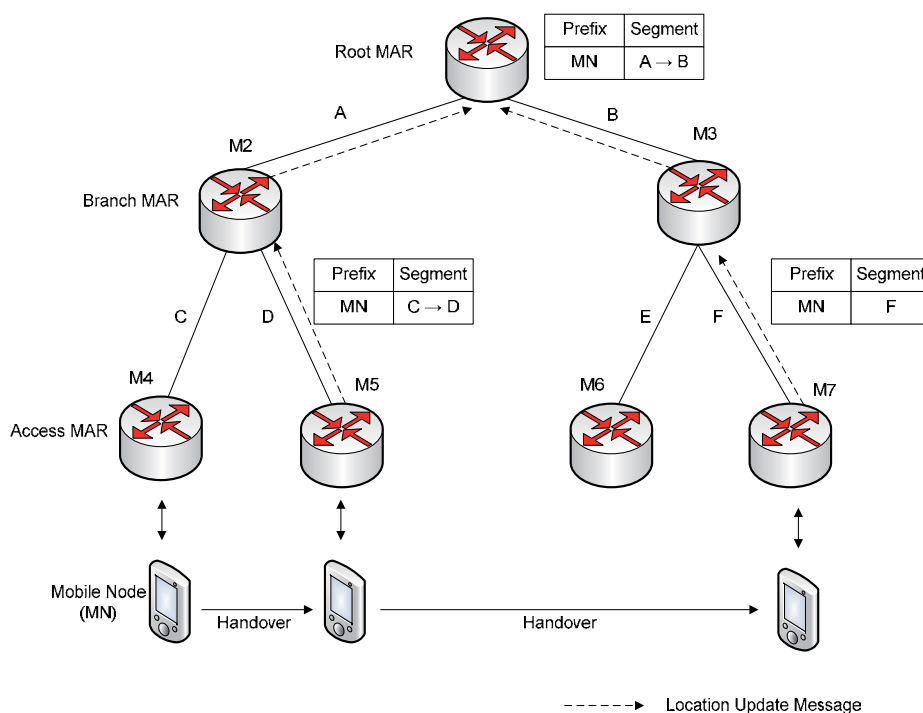 Root MAR
Prefix Segment
MN A → B
A
B
M2
M3
Branch MAR
Prefix Segment
MN C → D
Prefix Segment
MN F
C
D
E
F
M4
M5
M6
M7
Access MAR
Mobile Node
(MN)
Handover
Handover
Location Update Message